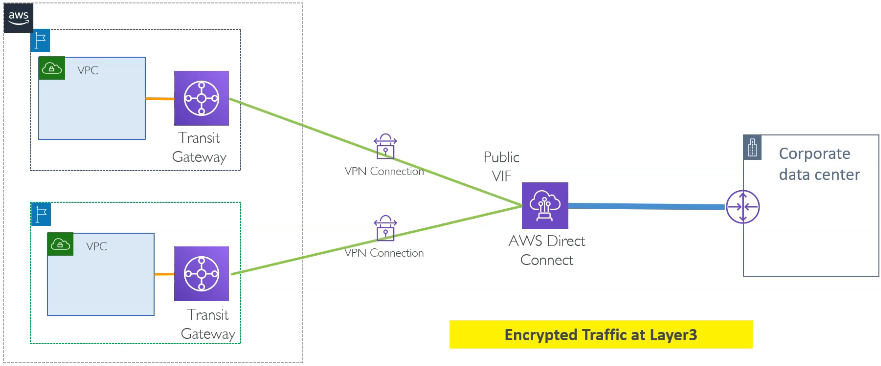 aws
VPC
Transit
Gateway
VPN Connection
Public
VIF
Corporate
data center
VPC
Transit
Gateway
VPN Connection
AWS Direct
Connect
Encrypted Traffic at Layer3